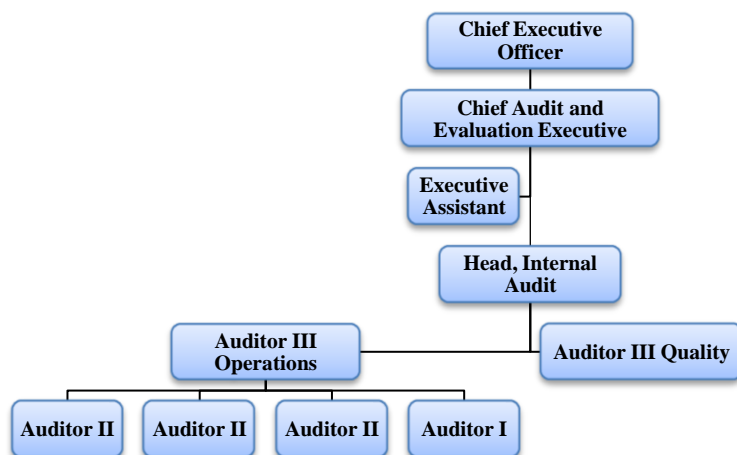 Chief Executive
Officer
Chief Audit and
Evaluation Executive
Executive
Assistant
Head, Internal
Audit
Auditor III
Operations
Auditor III Quality
Auditor II
Auditor II
Auditor II
Auditor I